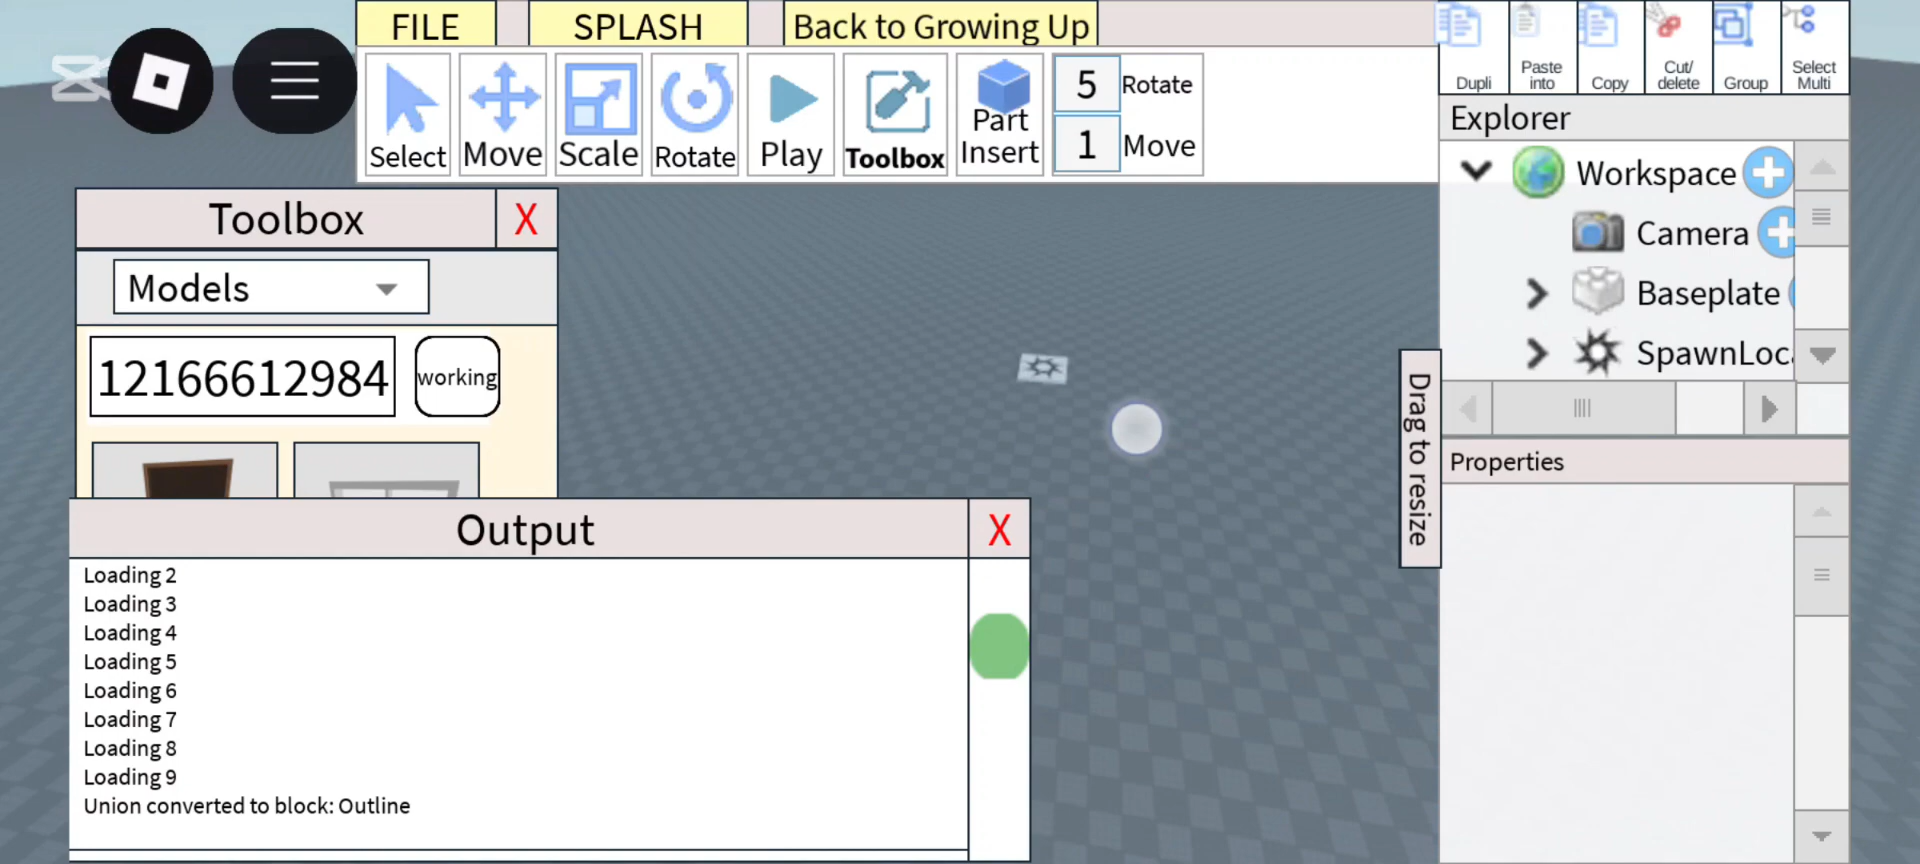 FILE
SPLASH
Back to Growing Up
Select
Move
Scale
Rotate
Play
Toolbox
Part
Insert
5 Rotate
1 Move
Dupli
Paste
into
Copy
Cut/
delete
Group
Select
Multi
Explorer
Workspace
Camera
Baseplate
SpawnLoc
Drag to resize
Properties
Toolbox X
Models
12166612984
working
Output X
Loading 2
Loading 3
Loading 4
Loading 5
Loading 6
Loading 7
Loading 8
Loading 9
Union converted to block: Outline